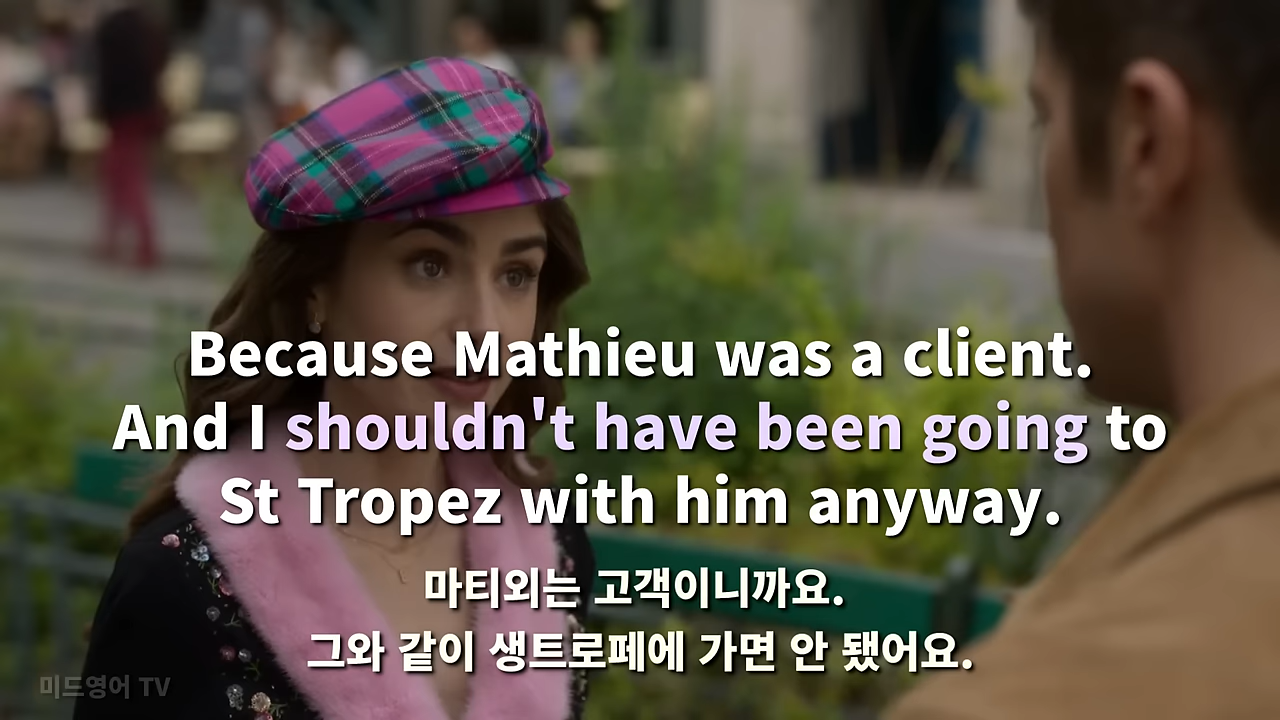 Because Mathieu was a client.
And I shouldn't have been going to
St Tropez with him anyway.
마티외는 고객이니까요.
그와 같이 생트로페에 가면 안 됐어요.
미드영어 TV